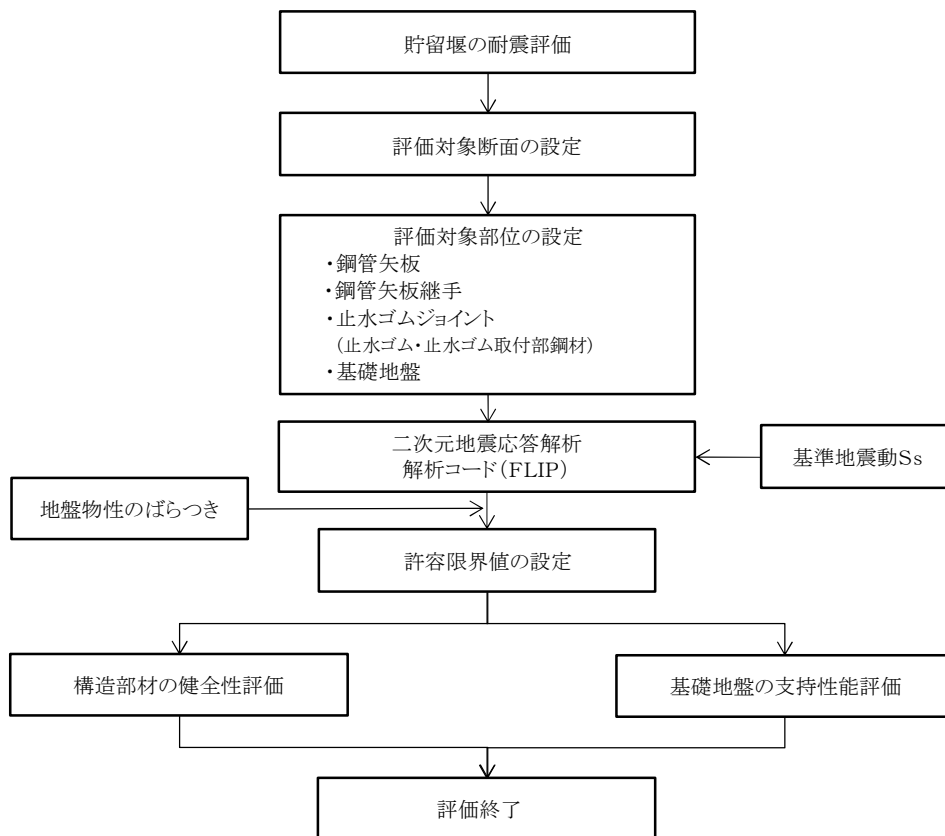 貯留堰の耐震評価
評価対象断面の設定
評価対象部位の設定
・鋼管矢板
・鋼管矢板継手
・止水ゴムジョイント
(止水ゴム・止水ゴム取付部鋼材)
・基礎地盤
二次元地震応答解析
解析コード(FLIP)
基準地震動Ss
地盤物性のばらつき
許容限界値の設定
構造部材の健全性評価
基礎地盤の支持性能評価
評価終了